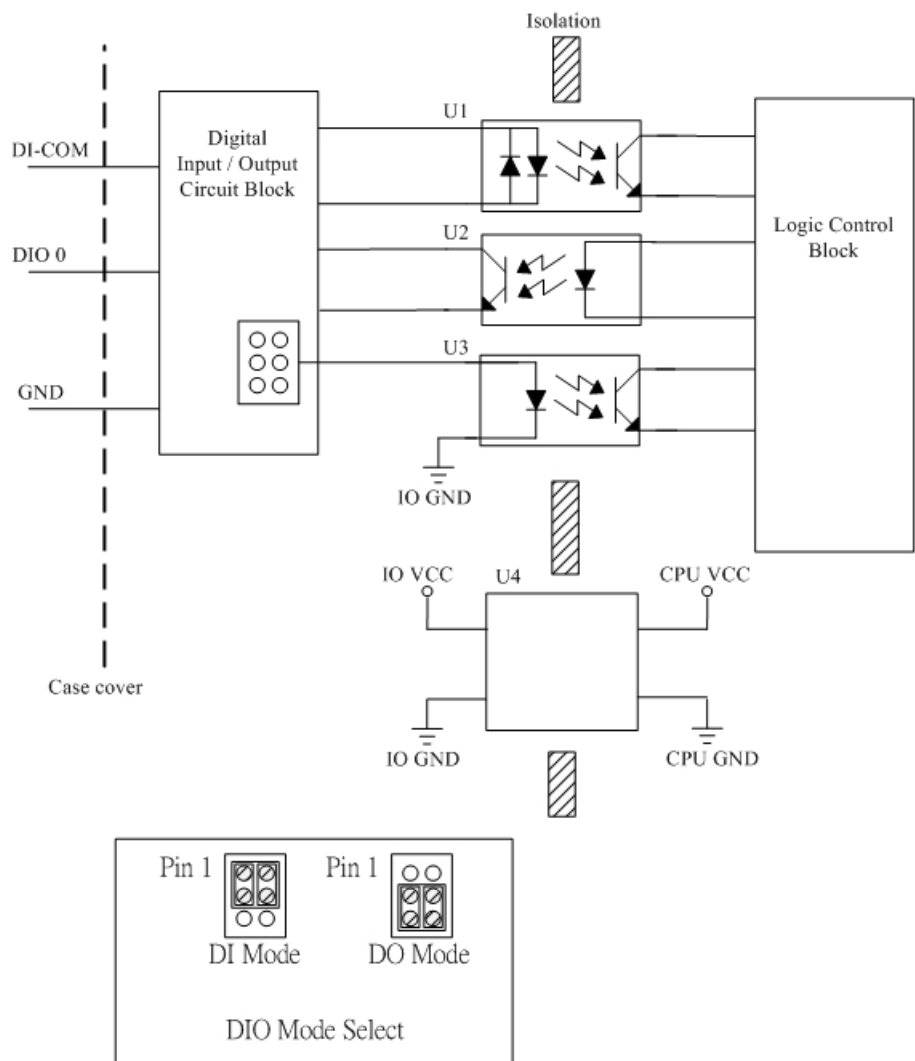 Isolation
U1
DI-COM
Digital
Input / Output
Circuit Block
Logic Control
Block
U2
DIO 0
U3
GND
IO GND
IO VCC
U4
CPU VCC
Case cover
IO GND
CPU GND
Pin 1
Pin 1
DI Mode
DO Mode
DIO Mode Select